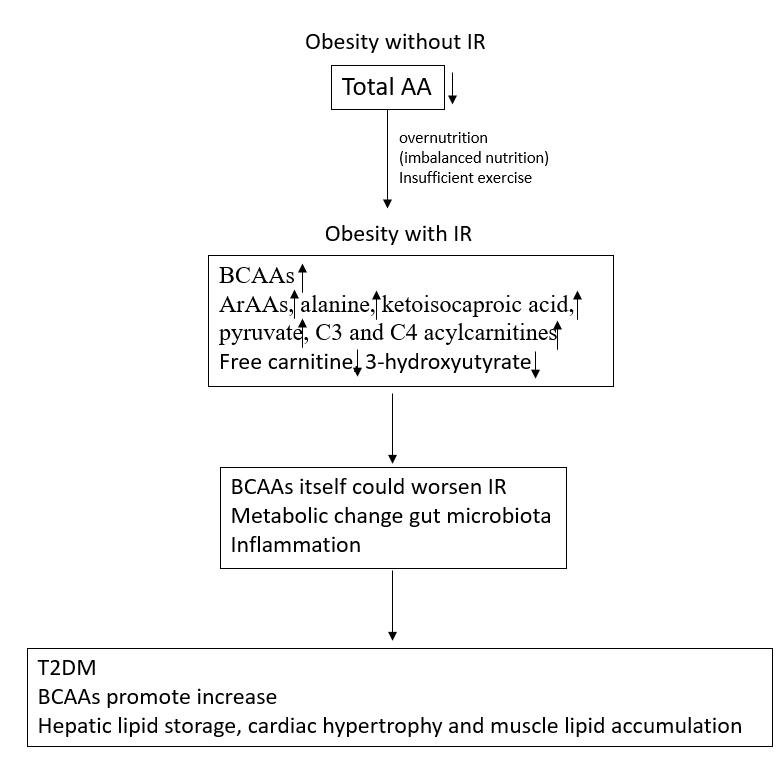 Obesity without IR
Total AA ↓
overnutrition
(imbalanced nutrition)
Insufficient exercise
Obesity with IR
BCAAs↑
ArAAs,↑ alanine,↑ ketoisocaproic acid,↑
pyruvate↑, C3 and C4 acylcarnitines↑
Free carnitine↓ 3-hydroxyutyrate↓
BCAAs itself could worsen IR
Metabolic change gut microbiota
Inflammation
T2DM
BCAAs promote increase
Hepatic lipid storage, cardiac hypertrophy and muscle lipid accumulation